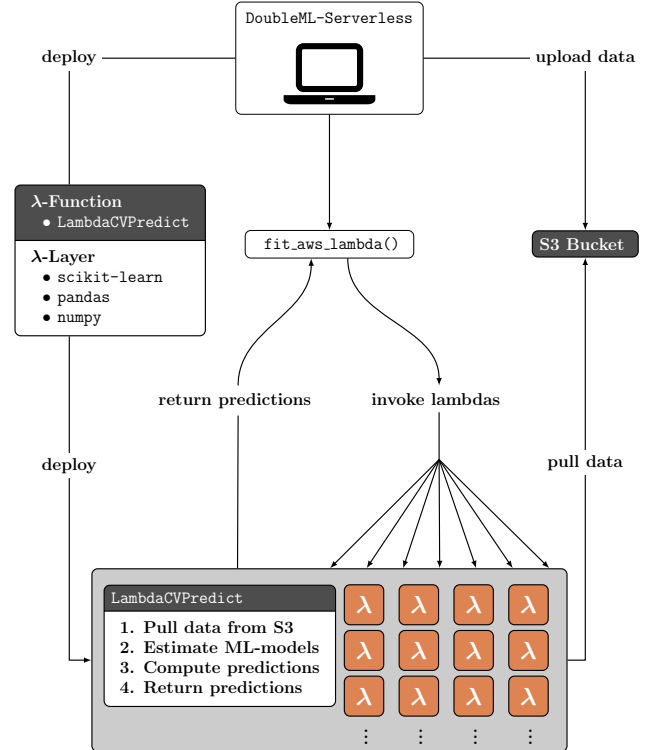 DoubleML-Serverless
deploy
upload data
λ-Function
• LambdaCVPredict
λ-Layer
• scikit-learn
• pandas
• numpy
fit_aws_lambda()
S3 Bucket
return predictions
invoke lambdas
deploy
pull data
LambdaCVPredict
1. Pull data from S3
2. Estimate ML-models
3. Compute predictions
4. Return predictions
λ λ λ λ
λ λ λ λ
λ λ λ λ
⋮ ⋮ ⋮ ⋮